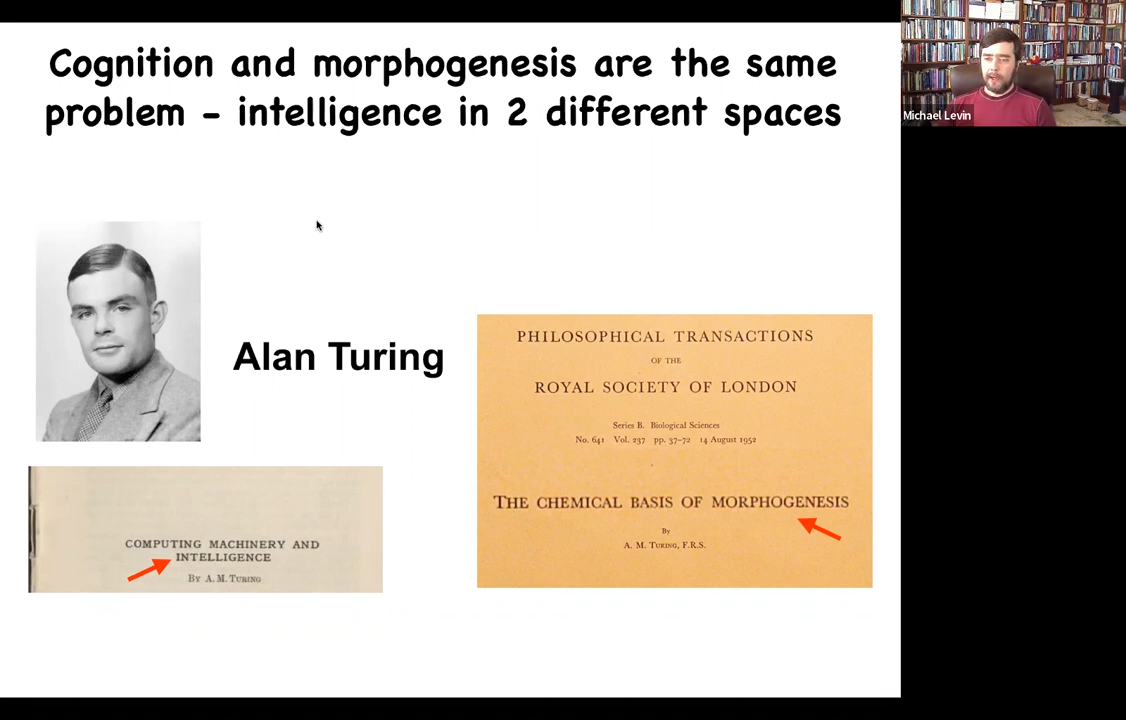 Cognition and morphogenesis are the same
problem - intelligence in 2 different spaces
Michael Levin
Alan Turing
PHILOSOPHICAL TRANSACTIONS
OF THE
ROYAL SOCIETY OF LONDON
Series B. Biological Sciences
No. 641 Vol. 237 pp. 37–72 14 August 1952
THE CHEMICAL BASIS OF MORPHOGENESIS
By
A. M. TURING, F.R.S.
COMPUTING MACHINERY AND
INTELLIGENCE
BY A. M. TURING